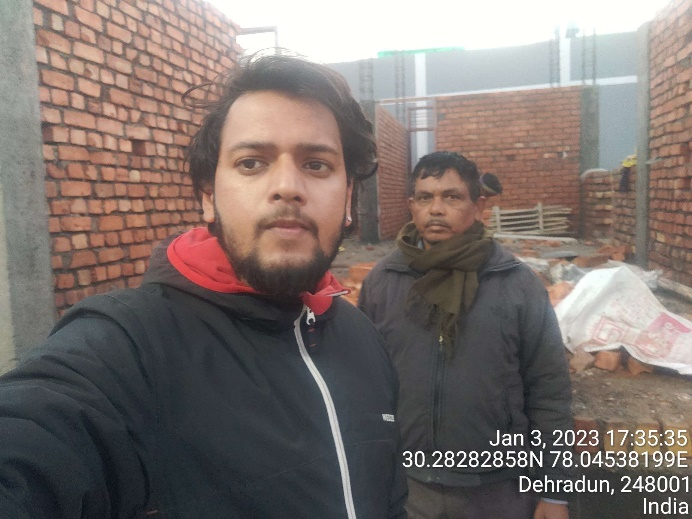 Jan 3, 2023 17:35:35
30.28282858N 78.04538199E
Dehradun, 248001
India